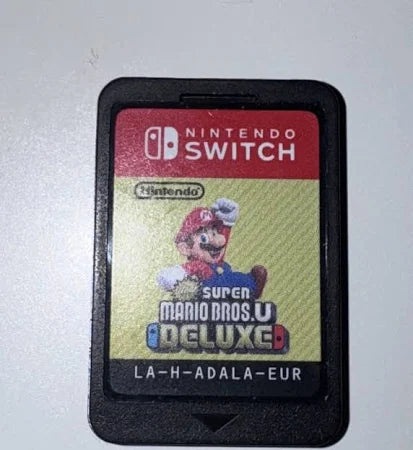 NINTENDO
SWITCH
Nintendo
SUPER
MARIO BROS.U
DELUXE
LA-H-ADALA-EUR